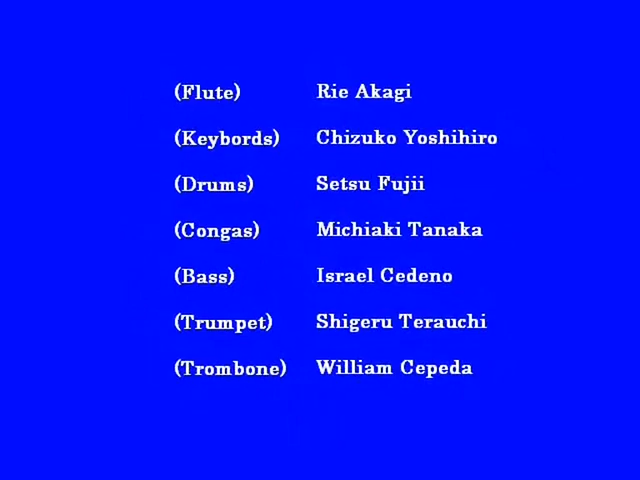 (Flute) Rie Akagi
(Keybords) Chizuko Yoshihiro
(Drums) Setsu Fujii
(Congas) Michiaki Tanaka
(Bass) Israel Cedeno
(Trumpet) Shigeru Terauchi
(Trombone) William Cepeda